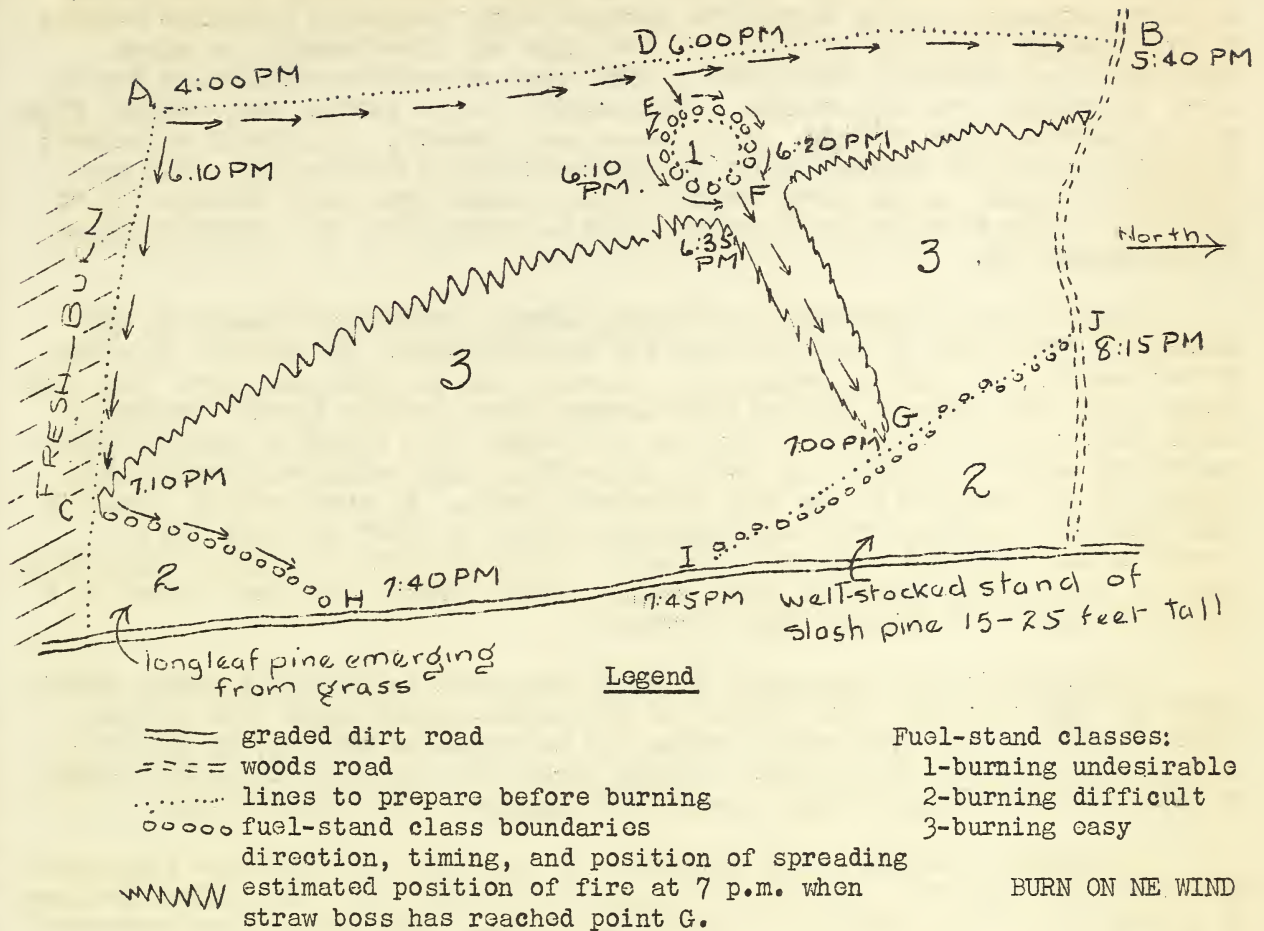 D 6:00 PM
B
5:40 PM
A 4:00 PM
E
6.10 PM
1
6:20 PM
6:10
PM.
F
FRESH-BURN
6:35
PM
3
North
3
J
8:15 PM
G
7:00 PM
7.10 PM
C
2
I
2
H 7:40 PM
7:45 PM
well-stocked stand of
slash pine 15-25 feet tall
longleaf pine emerging
from grass
Legend
graded dirt road
woods road
lines to prepare before burning
fuel-stand class boundaries
direction, timing, and position of spreading
estimated position of fire at 7 p.m. when
straw boss has reached point G.
Fuel-stand classes:
1-burning undesirable
2-burning difficult
3-burning easy
BURN ON NE WIND